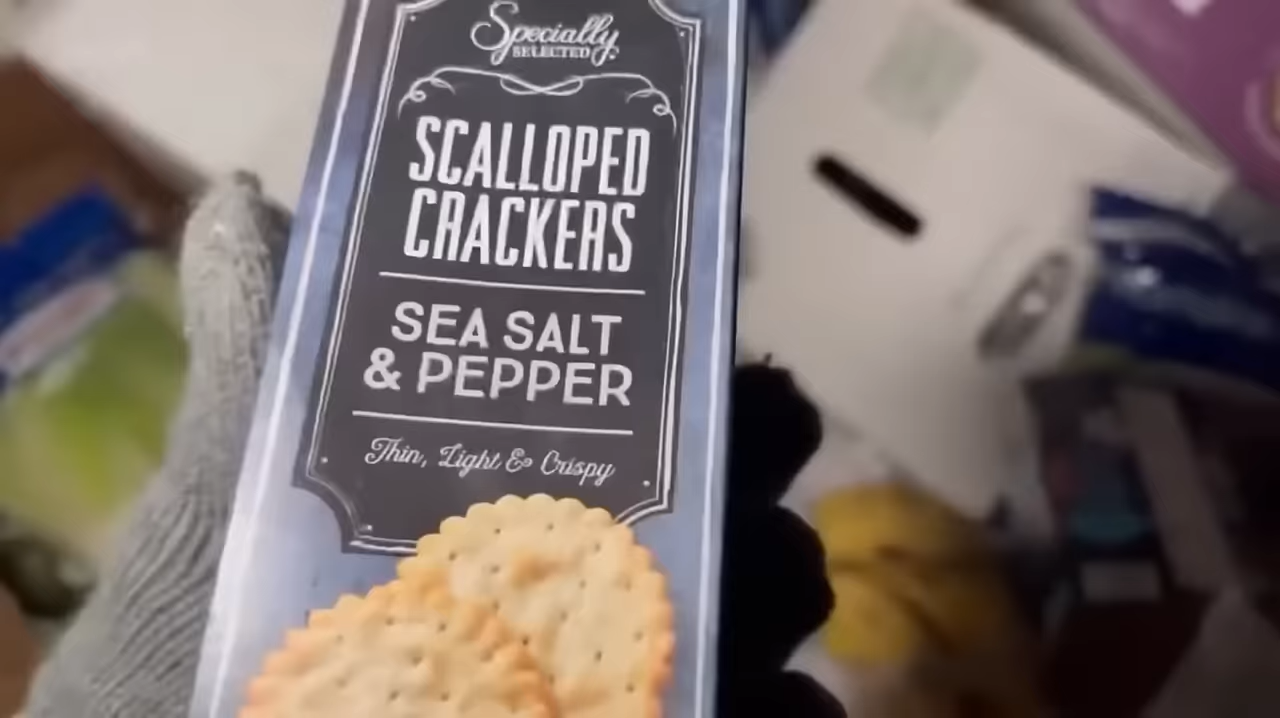 Specially
SELECTED
SCALLOPED
CRACKERS
SEA SALT
& PEPPER
Thin, Light & Crispy